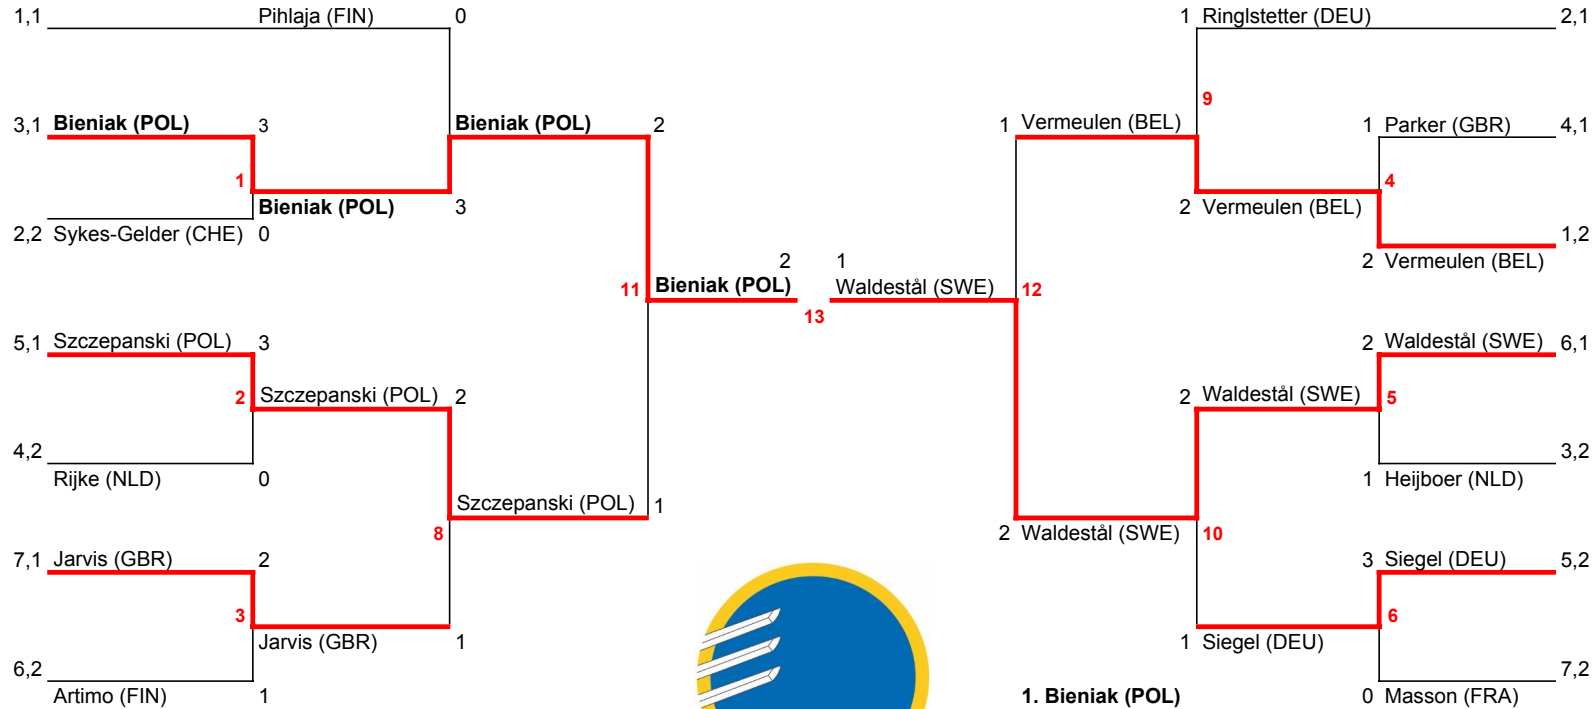 1,1 Pihlaja (FIN) 0 1 Ringlstetter (DEU) 2,1
9
3,1 Bieniak (POL) 3 Bieniak (POL) 2 1 Vermeulen (BEL) 1 Parker (GBR) 4,1
1 4
2,2 Sykes-Gelder (CHE) 0 Bieniak (POL) 3 2 Vermeulen (BEL) 1,2
2 Vermeulen (BEL)
11 Bieniak (POL) 2 1 Waldestål (SWE) 12
13
5,1 Szczepanski (POL) 3 2 Waldestål (SWE) 6,1
2 Szczepanski (POL) 2 2 Waldestål (SWE) 5
4,2 3,2
Rijke (NLD) 0 1 Heijboer (NLD)
Szczepanski (POL) 1
8 2 Waldestål (SWE) 10
7,1 Jarvis (GBR) 2 3 Siegel (DEU) 5,2
3 6
Jarvis (GBR) 1 1 Siegel (DEU)
6,2 7,2
Artimo (FIN) 1 1. Bieniak (POL) 0 Masson (FRA)